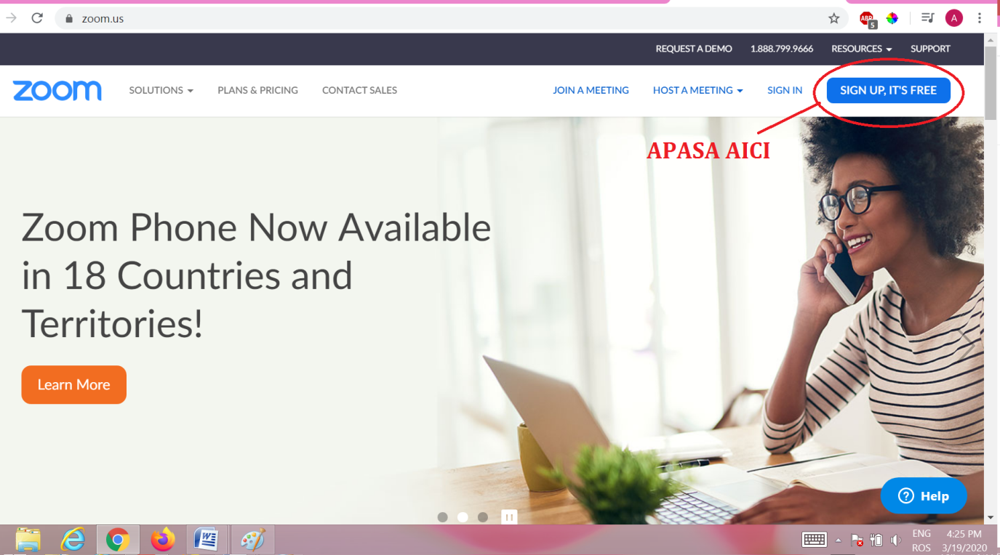 zoom.us
ABP
5
A
REQUEST A DEMO 1.888.799.9666 RESOURCES SUPPORT
zoom SOLUTIONS PLANS & PRICING CONTACT SALES JOIN A MEETING HOST A MEETING SIGN IN SIGN UP, IT'S FREE
APASA AICI
Zoom Phone Now Available
in 18 Countries and
Territories!
Learn More
? Help
W
ENG 4:25 PM
ROS 3/19/2020